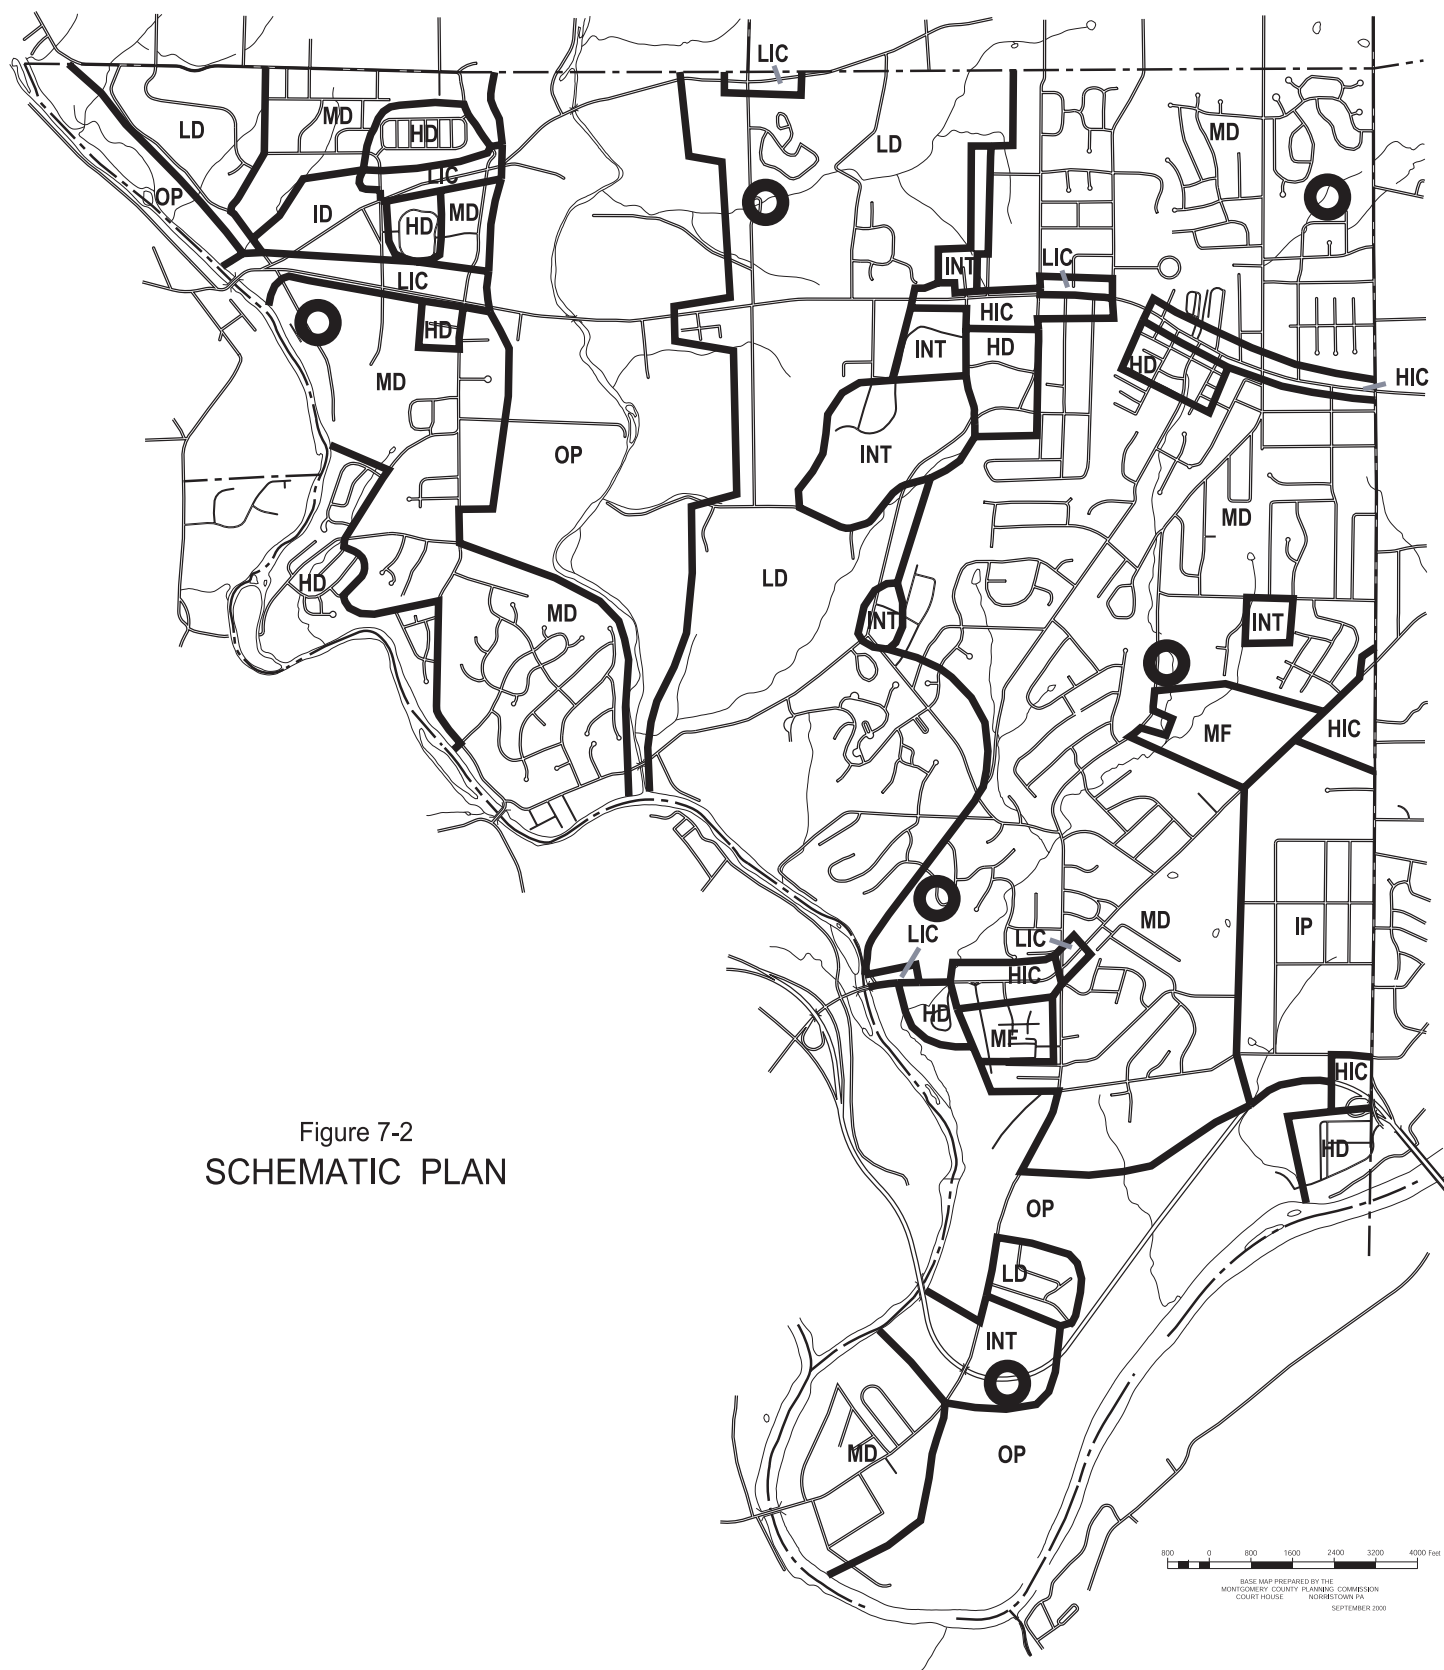 LIC
MD
HD
LD
LD
MD
LIC
OP
ID
HD
MD
INT
LIC
LIC
HIC
HD
INT
HD
HD
HIC
MD
OP
INT
MD
LD
HD
MD
INT
INT
MF
HIC
MD
IP
LIC
LIC
HIC
HD
MF
HIC
HD
Figure 7-2
SCHEMATIC PLAN
OP
LD
INT
MD
OP
800 0 800 1600 2400 3200 4000 Feet
BASE MAP PREPARED BY THE
MONTGOMERY COUNTY PLANNING COMMISSION
COURT HOUSE NORRISTOWN PA
SEPTEMBER 2000